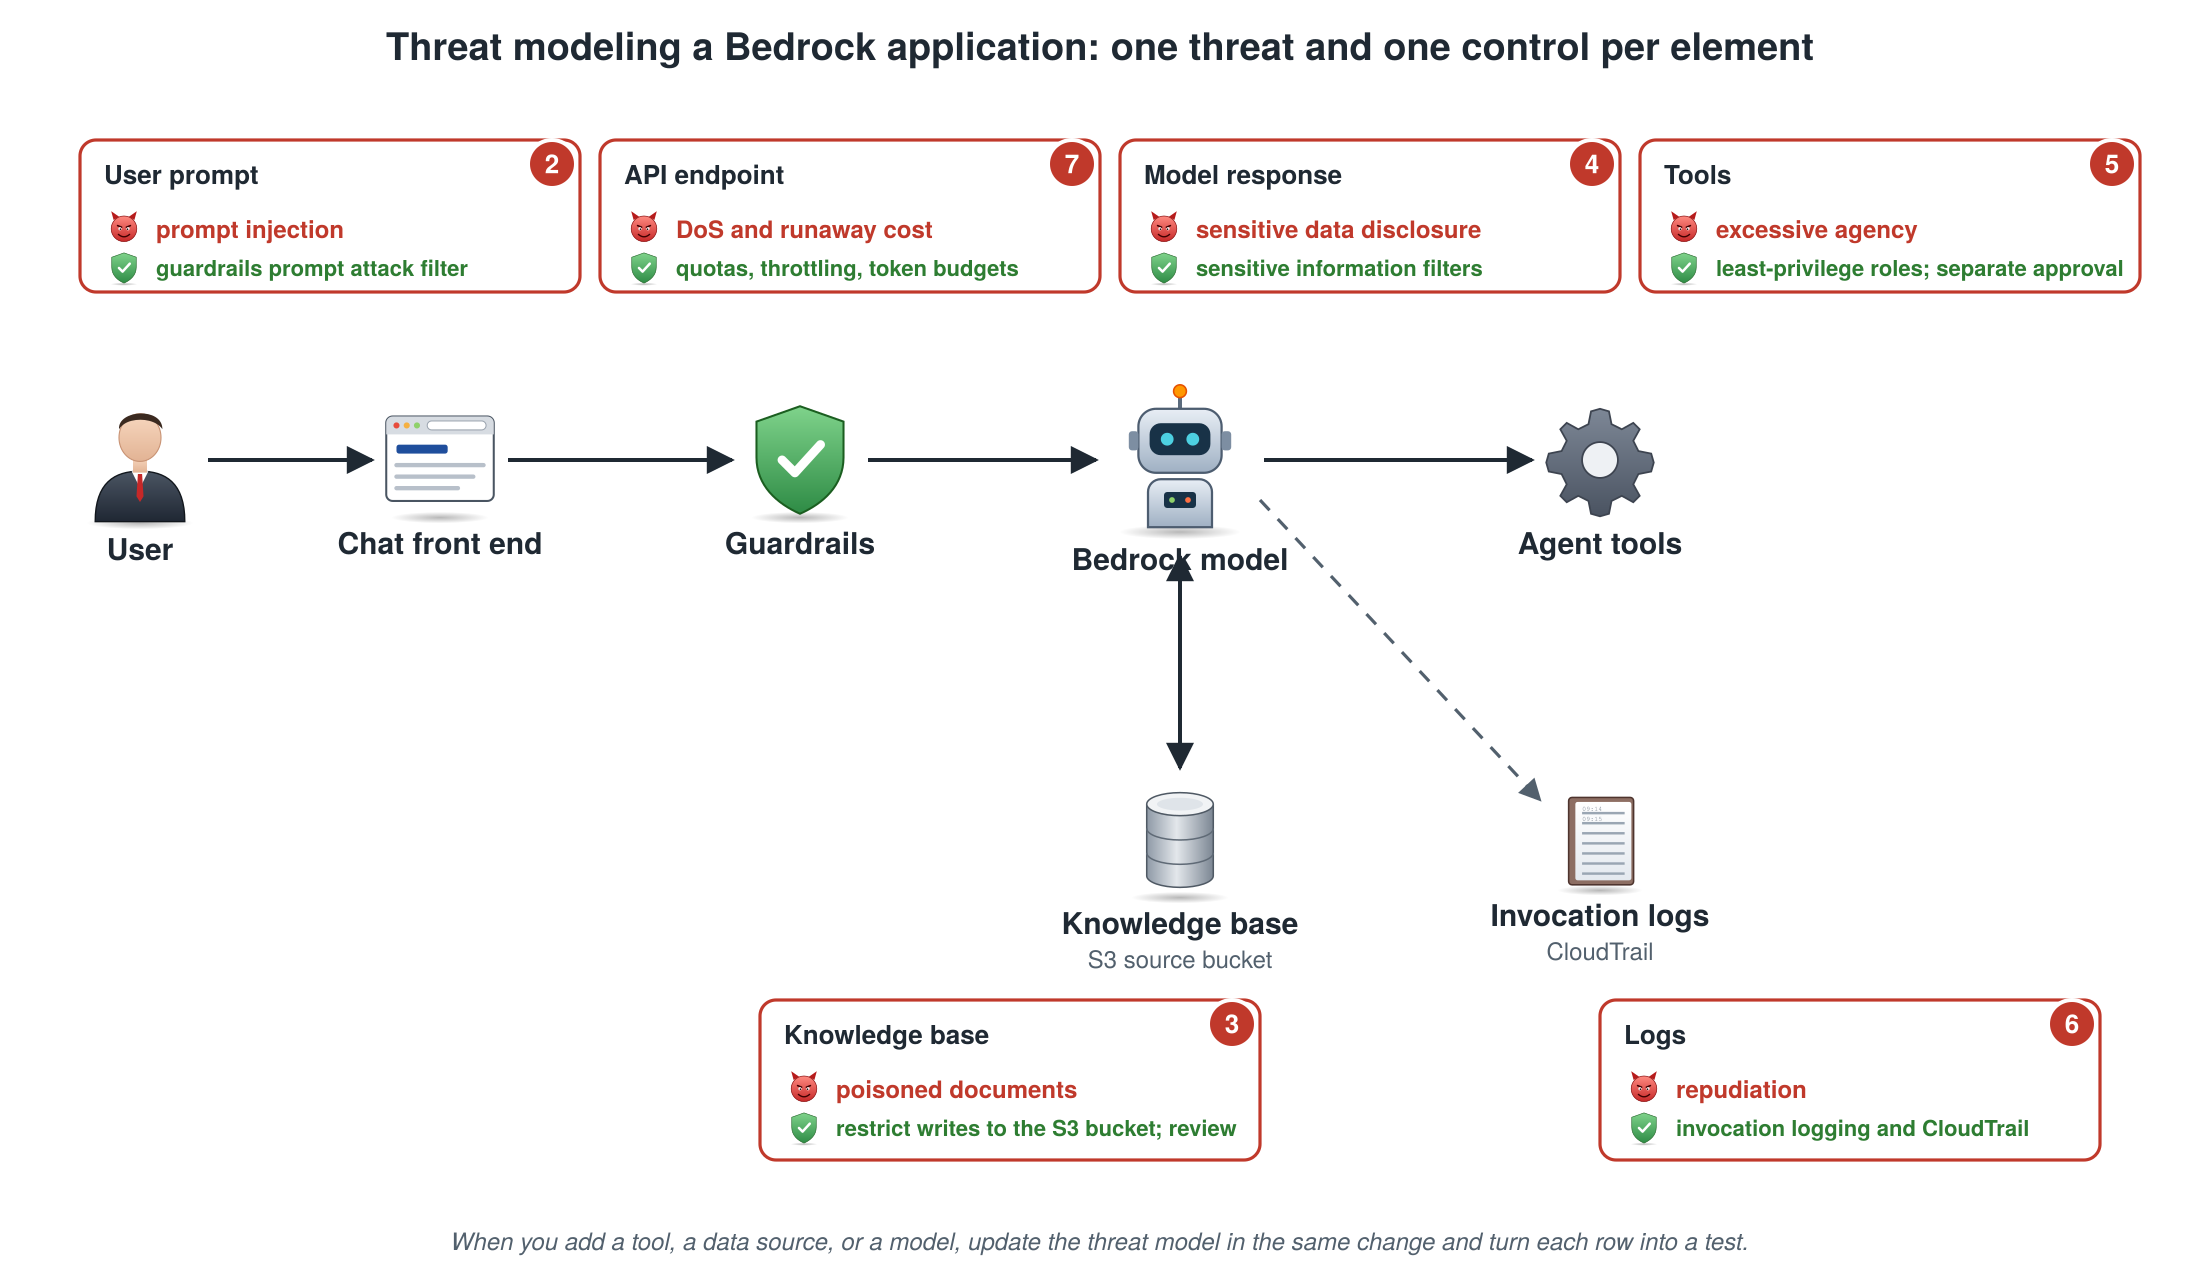 Threat modeling a Bedrock application: one threat and one control per element
User prompt
2
prompt injection
guardrails prompt attack filter
API endpoint
7
DoS and runaway cost
quotas, throttling, token budgets
Model response
4
sensitive data disclosure
sensitive information filters
Tools
5
excessive agency
least-privilege roles; separate approval
User
Chat front end
Guardrails
Bedrock model
Agent tools
09:14
09:15
Knowledge base
S3 source bucket
Invocation logs
CloudTrail
Knowledge base
3
poisoned documents
restrict writes to the S3 bucket; review
Logs
6
repudiation
invocation logging and CloudTrail
When you add a tool, a data source, or a model, update the threat model in the same change and turn each row into a test.